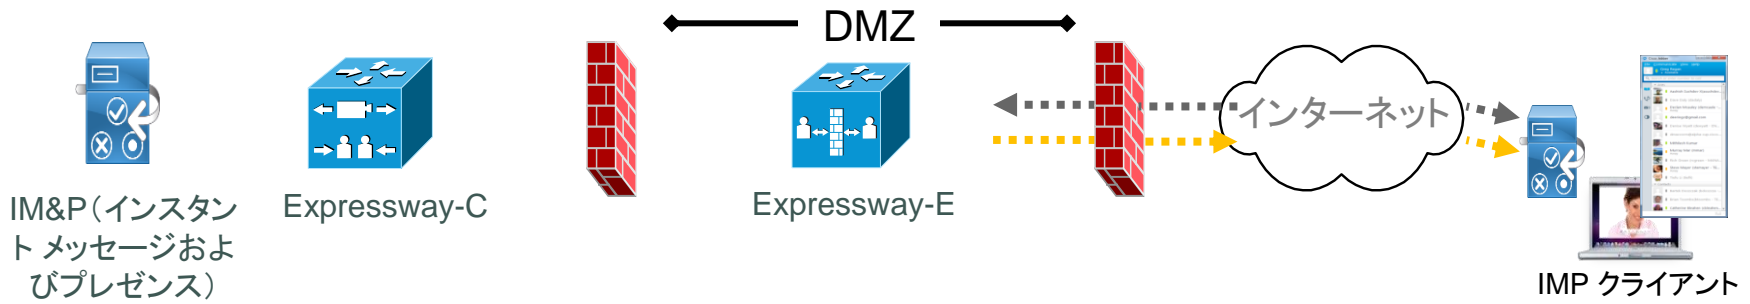 DMZ
インターネット
IM&P（インスタン
ト メッセージおよ
びプレゼンス）
Expressway-C
Expressway-E
IMP クライアント